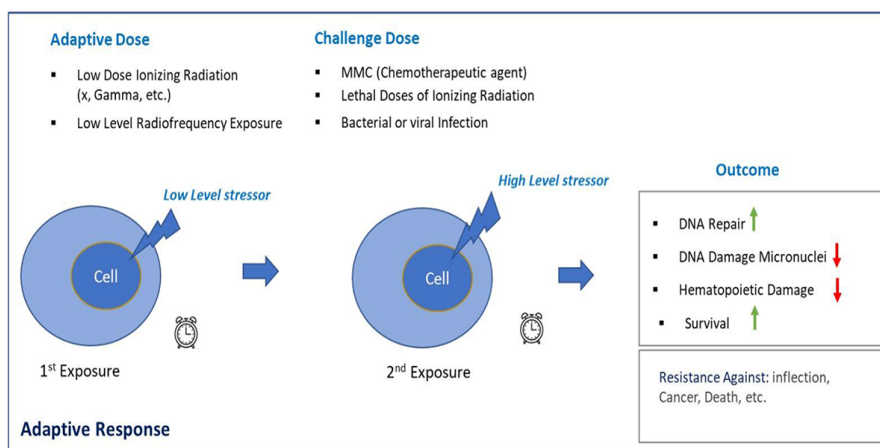 Adaptive Dose
▪ Low Dose Ionizing Radiation
(x, Gamma, etc.)
▪ Low Level Radiofrequency Exposure
Challenge Dose
▪ MMC (Chemotherapeutic agent)
▪ Lethal Doses of Ionizing Radiation
▪ Bacterial or viral Infection
Low Level stressor
Cell
1st Exposure
High Level stressor
Cell
2nd Exposure
Outcome
▪ DNA Repair
▪ DNA Damage Micronuclei
▪ Hematopoietic Damage
▪ Survival
Resistance Against: inflection,
Cancer, Death, etc.
Adaptive Response